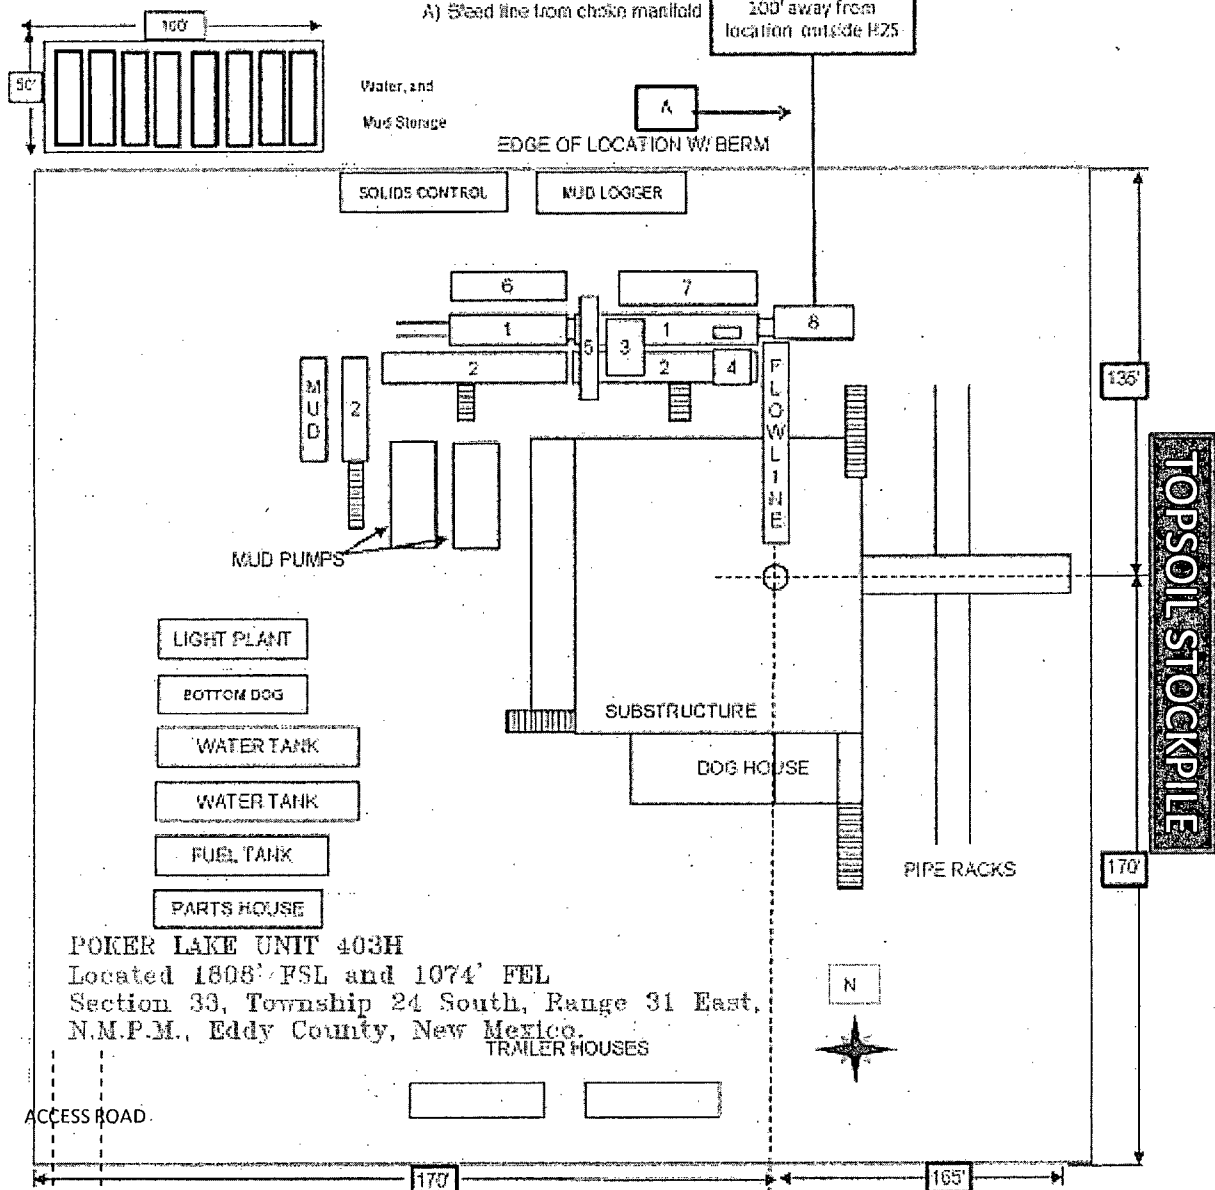 A) Bleed line from choke manifold
200' away from
location outside H2S
160'
50'
Water, and
Mud Storage
A
EDGE OF LOCATION W/ BERM
SOLIDS CONTROL
MUD LOGGER
6
7
1
5
3
1
8
2
2
4
MUD
2
FLOWLINE
135'
TOPSOIL STOCKPILE
MUD PUMPS
LIGHT PLANT
BOTTOM DOG
SUBSTRUCTURE
WATER TANK
DOG HOUSE
WATER TANK
FUEL TANK
PIPE RACKS
170'
PARTS HOUSE
POKER LAKE UNIT 403H
Located 1808' FSL and 1074' FEL
Section 33, Township 24 South, Range 31 East,
N.M.P.M., Eddy County, New Mexico.
N
TRAILER HOUSES
ACCESS ROAD
170'
165'